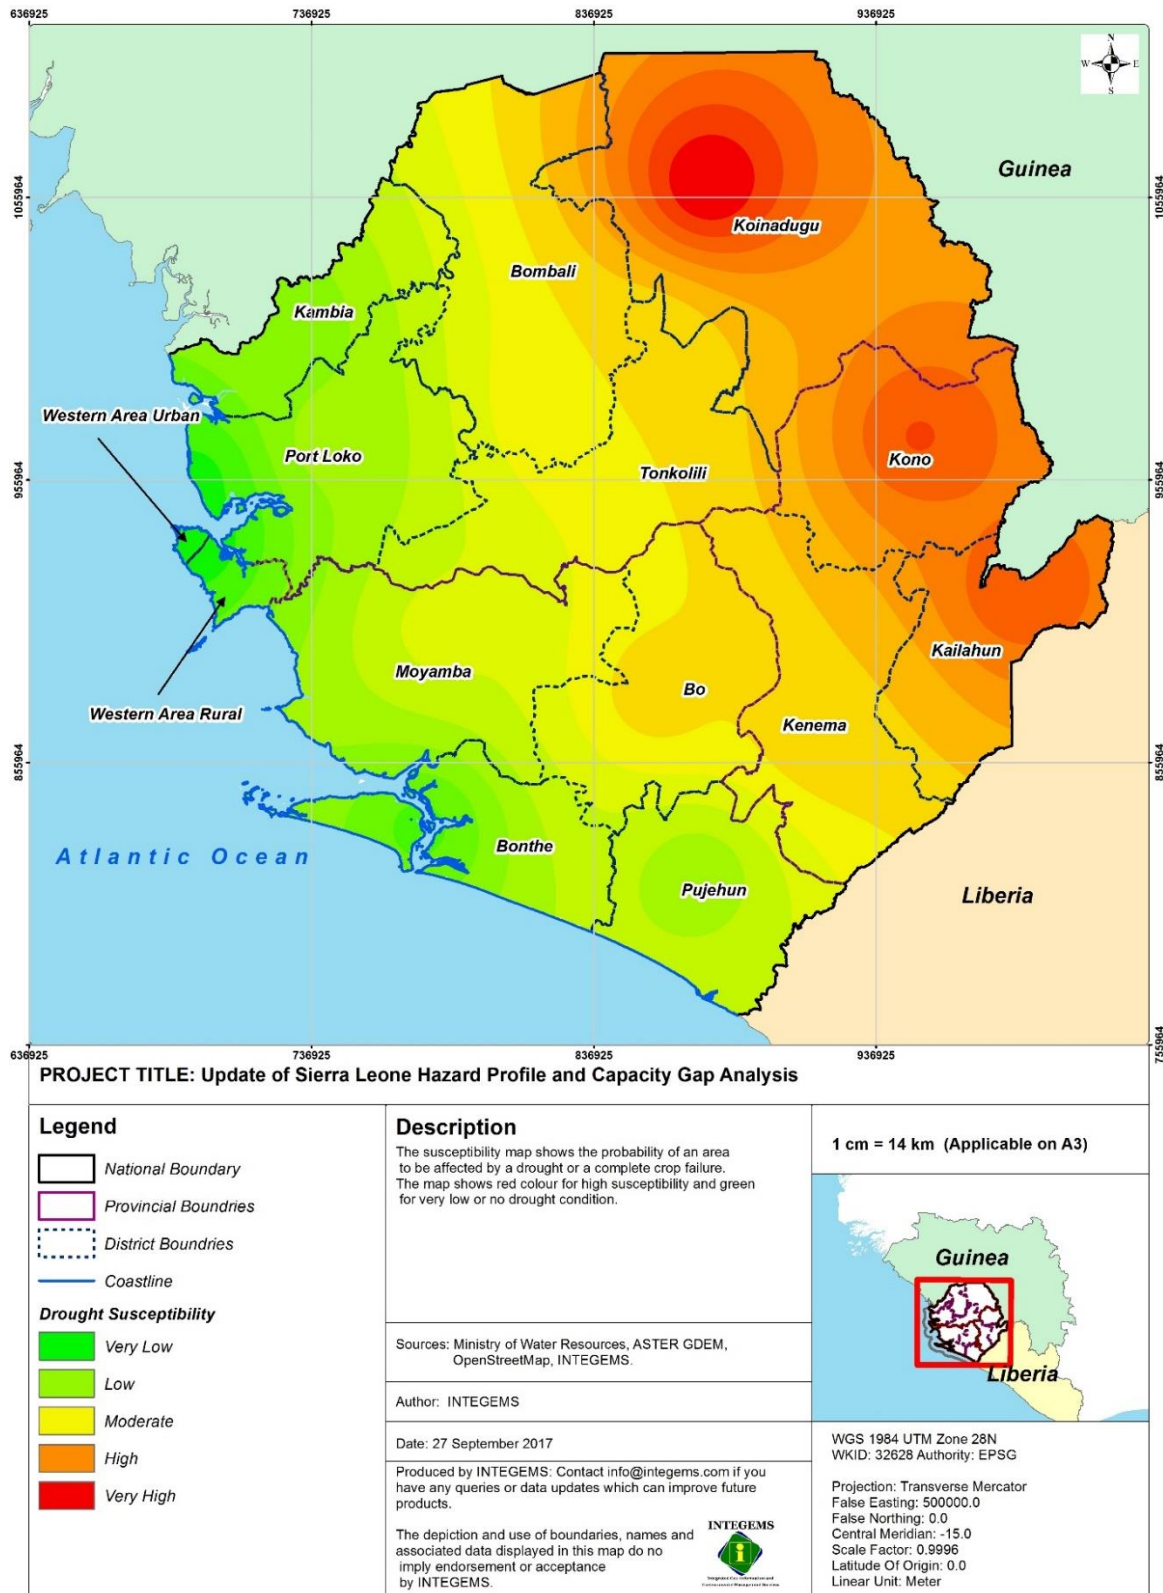 636925
736925
836925
936925
N
W
E
S
1055964
1055964
Guinea
Koinadugu
Bombali
Kambia
Western Area Urban
Port Loko
Kono
Tonkolili
955964
955964
Kailahun
Moyamba
Bo
Western Area Rural
Kenema
855964
855964
Bonthe
Atlantic Ocean
Pujehun
Liberia
636925
736925
836925
936925
755964
PROJECT TITLE: Update of Sierra Leone Hazard Profile and Capacity Gap Analysis
Legend
National Boundary
Provincial Boundries
District Boundries
Coastline
Drought Susceptibility
Very Low
Low
Moderate
High
Very High
Description
The susceptibility map shows the probability of an area
to be affected by a drought or a complete crop failure.
The map shows red colour for high susceptibility and green
for very low or no drought condition.
Sources: Ministry of Water Resources, ASTER GDEM,
OpenStreetMap, INTEGEMS.
Author: INTEGEMS
Date: 27 September 2017
Produced by INTEGEMS: Contact info@integems.com if you
have any queries or data updates which can improve future
products.
The depiction and use of boundaries, names and
associated data displayed in this map do no
imply endorsement or acceptance
by INTEGEMS.
INTEGEMS
i
1 cm = 14 km (Applicable on A3)
Guinea
Liberia
WGS 1984 UTM Zone 28N
WKID: 32628 Authority: EPSG
Projection: Transverse Mercator
False Easting: 500000.0
False Northing: 0.0
Central Meridian: -15.0
Scale Factor: 0.9996
Latitude Of Origin: 0.0
Linear Unit: Meter